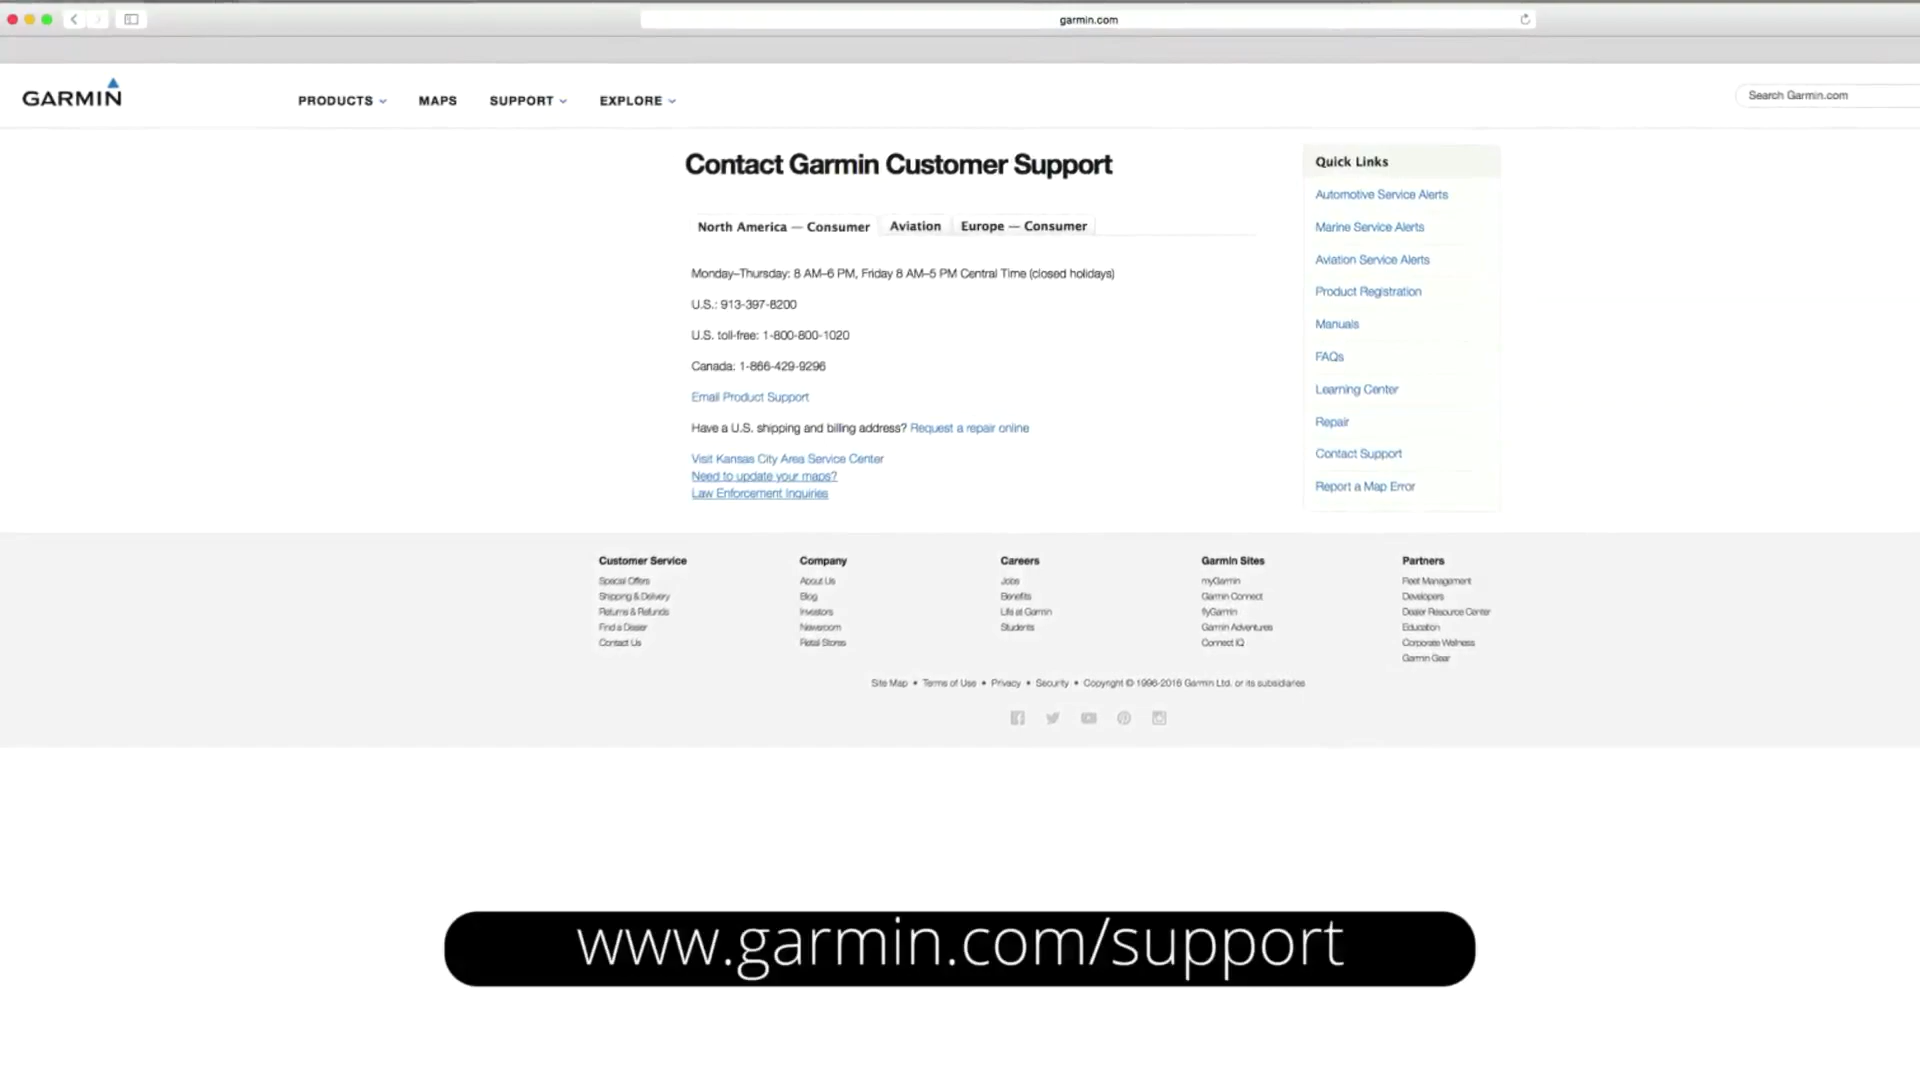 garmin.com
GARMIN
PRODUCTS
MAPS
SUPPORT
EXPLORE
Search Garmin.com
Contact Garmin Customer Support
North America — Consumer
Aviation
Europe — Consumer
Monday–Thursday: 8 AM–6 PM, Friday 8 AM–5 PM Central Time (closed holidays)
U.S.: 913-397-8200
U.S. toll-free: 1-800-800-1020
Canada: 1-866-429-9296
Email Product Support
Have a U.S. shipping and billing address? Request a repair online
Visit Kansas City Area Service Center
Need to update your maps?
Law Enforcement Inquiries
Quick Links
Automotive Service Alerts
Marine Service Alerts
Aviation Service Alerts
Product Registration
Manuals
FAQs
Learning Center
Repair
Contact Support
Report a Map Error
Customer Service
Special Offers
Shipping & Delivery
Returns & Refunds
Find a Dealer
Contact Us
Company
About Us
Blog
Investors
Newsroom
Retail Stores
Careers
Jobs
Benefits
Life at Garmin
Students
Garmin Sites
myGarmin
Garmin Connect
flyGarmin
Garmin Adventures
Connect IQ
Partners
Fleet Management
Developers
Dealer Resource Center
Education
Corporate Wellness
Garmin Gear
Site Map • Terms of Use • Privacy • Security • Copyright © 1996-2016 Garmin Ltd. or its subsidiaries
www.garmin.com/support